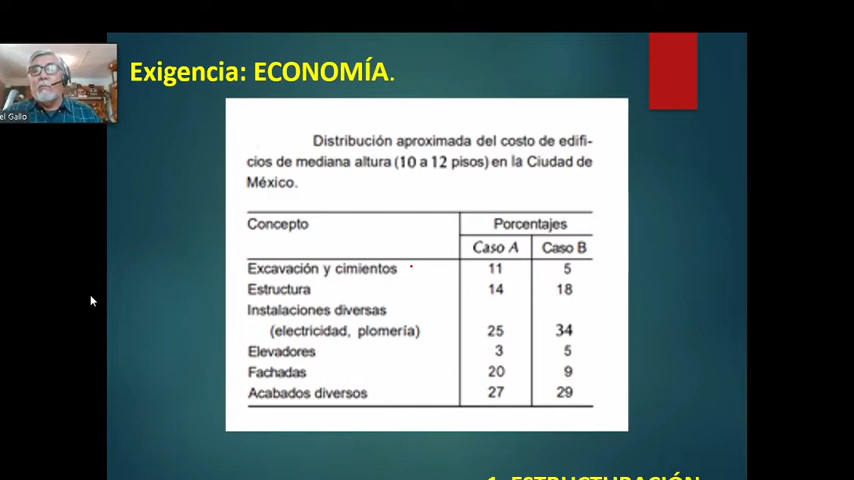 Exigencia: ECONOMÍA.
el Gallo
Distribución aproximada del costo de edifi-
cios de mediana altura (10 a 12 pisos) en la Ciudad de
México.
Concepto Porcentajes
Caso A Caso B
Excavación y cimientos 11 5
Estructura 14 18
Instalaciones diversas
(electricidad, plomería) 25 34
Elevadores 3 5
Fachadas 20 9
Acabados diversos 27 29
1. ESTRUCTURACIÓN